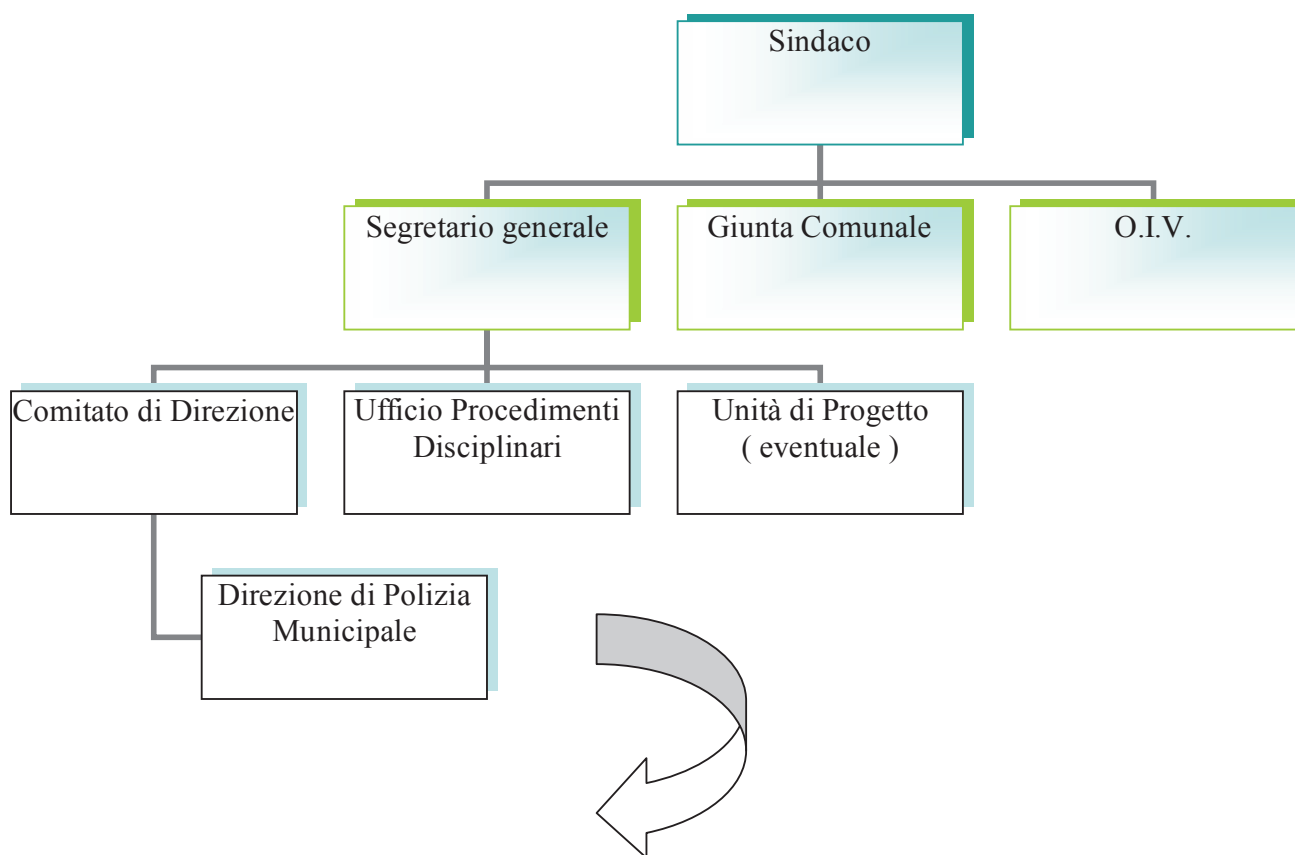 Sindaco
Segretario generale
Giunta Comunale
O.I.V.
Comitato di Direzione
Ufficio Procedimenti
Disciplinari
Unità di Progetto
( eventuale )
Direzione di Polizia
Municipale